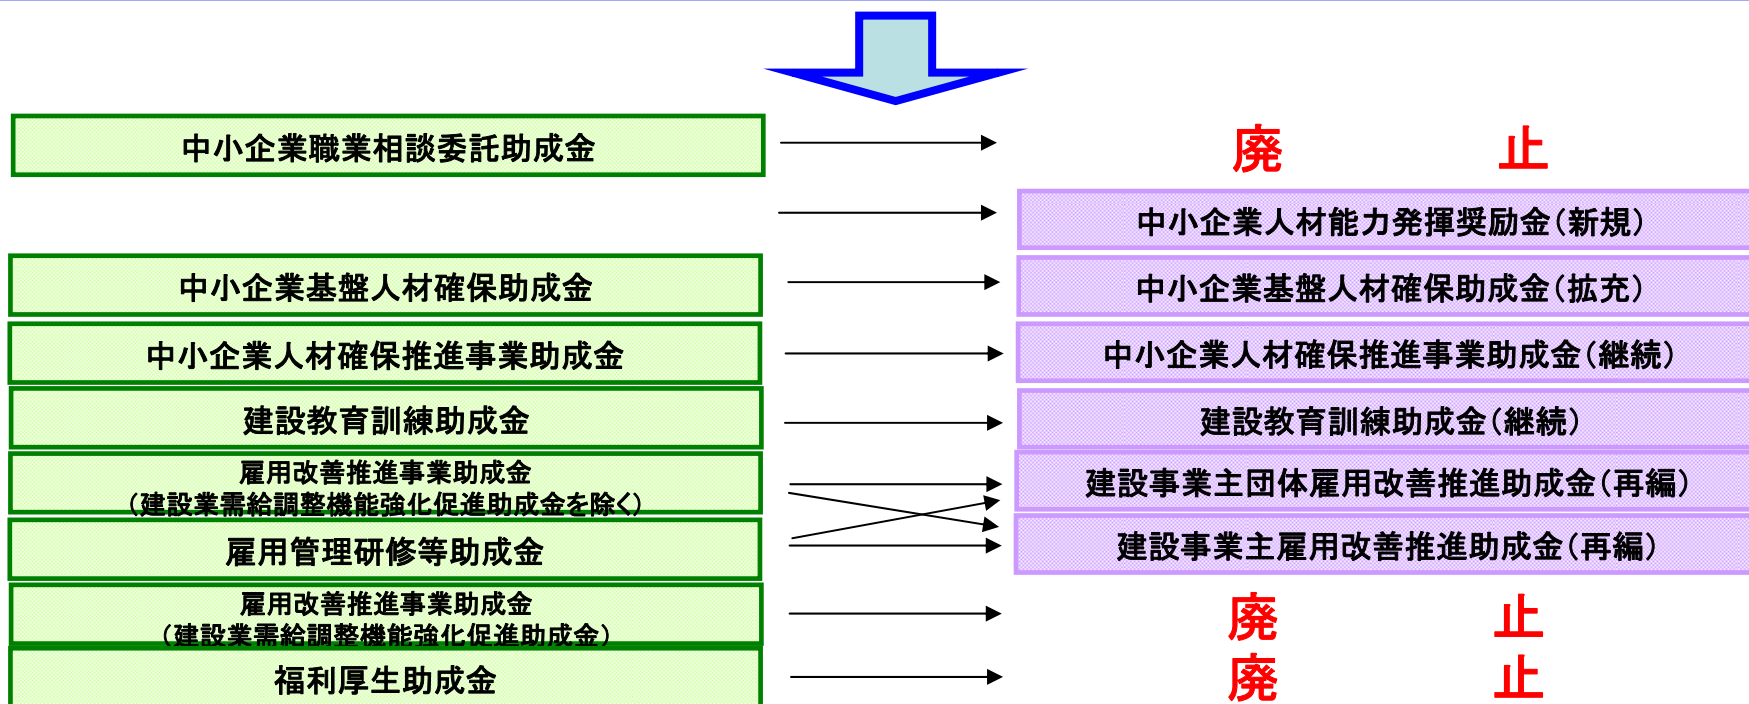 中小企業職業相談委託助成金
廃　止
中小企業人材能力発揮奨励金(新規)
中小企業基盤人材確保助成金
中小企業基盤人材確保助成金(拡充)
中小企業人材確保推進事業助成金
中小企業人材確保推進事業助成金(継続)
建設教育訓練助成金
建設教育訓練助成金(継続)
雇用改善推進事業助成金
(建設業需給調整機能強化促進助成金を除く)
建設事業主団体雇用改善推進助成金(再編)
雇用管理研修等助成金
建設事業主雇用改善推進助成金(再編)
雇用改善推進事業助成金
(建設業需給調整機能強化促進助成金)
廃　止
福利厚生助成金
廃　止